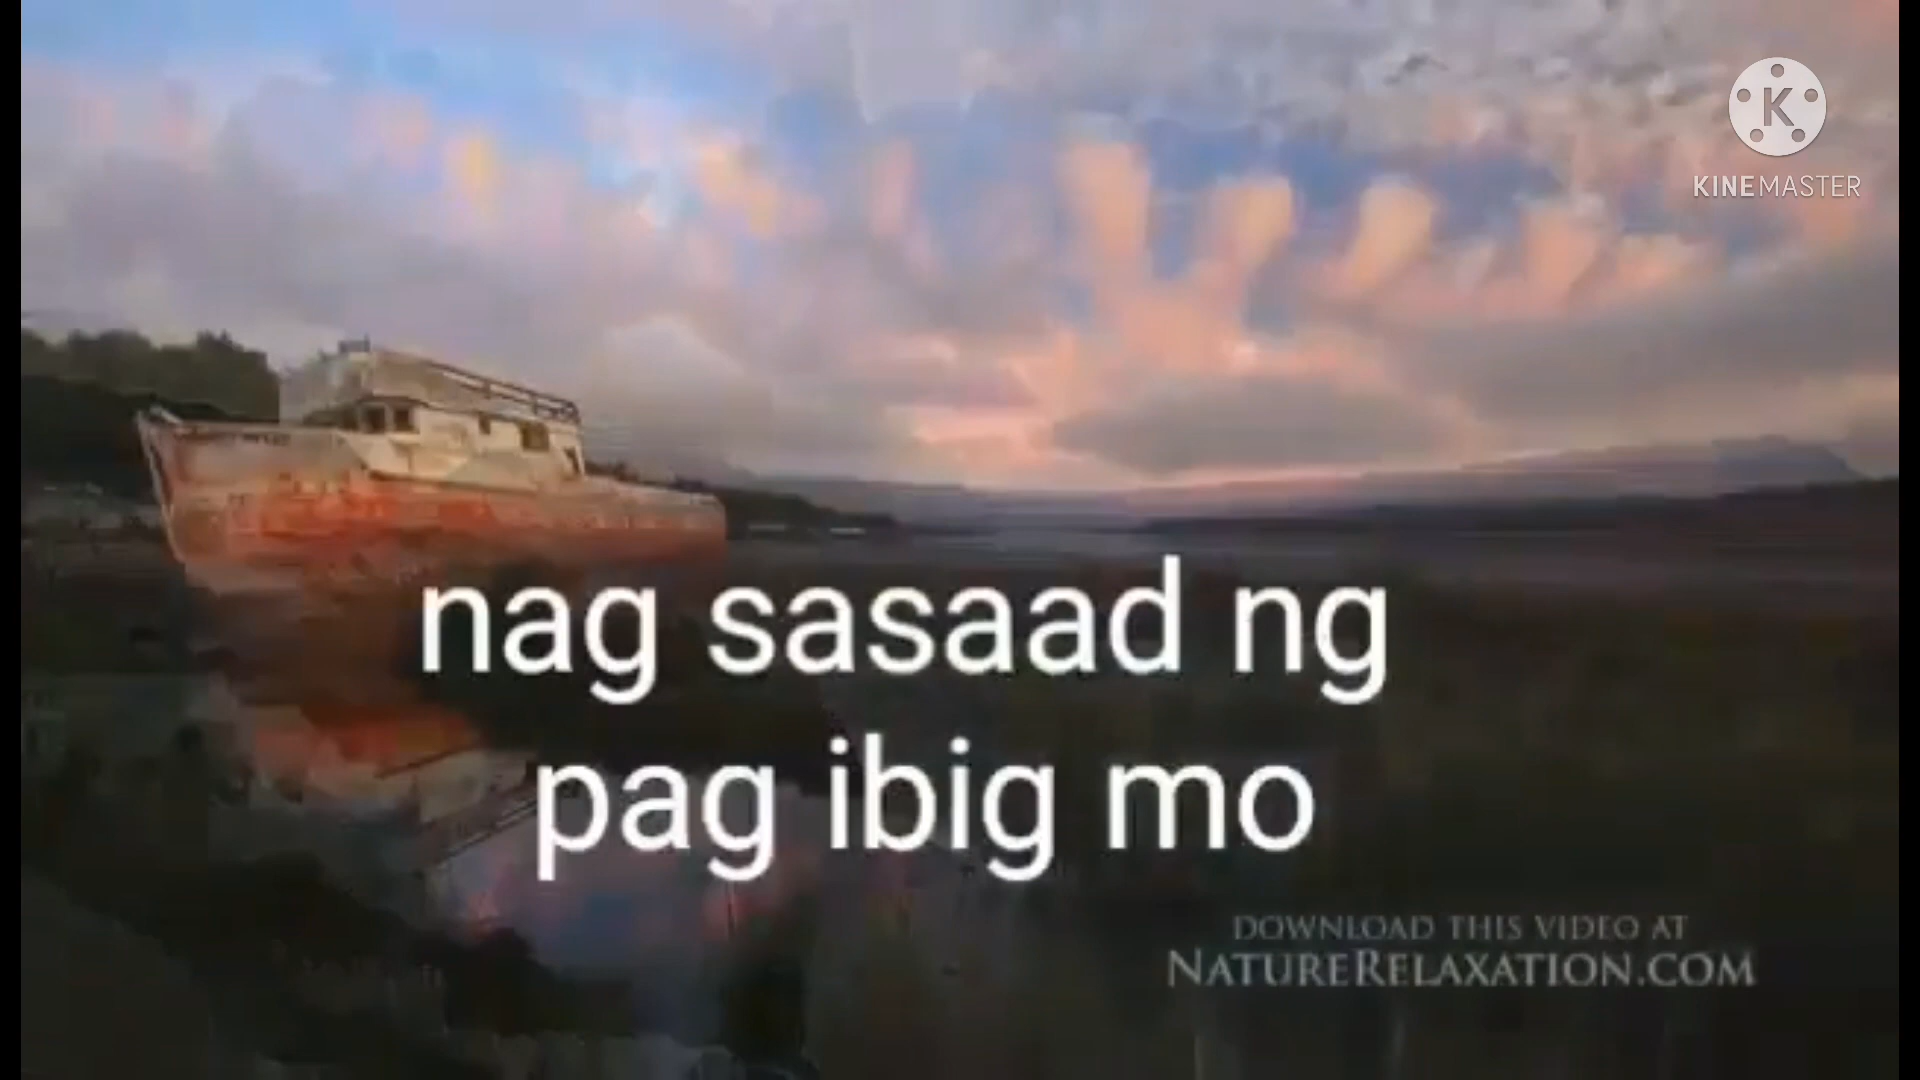 K
KINEMASTER
nag sasaad ng
pag ibig mo
DOWNLOAD THIS VIDEO AT
NATURERELAXATION.COM